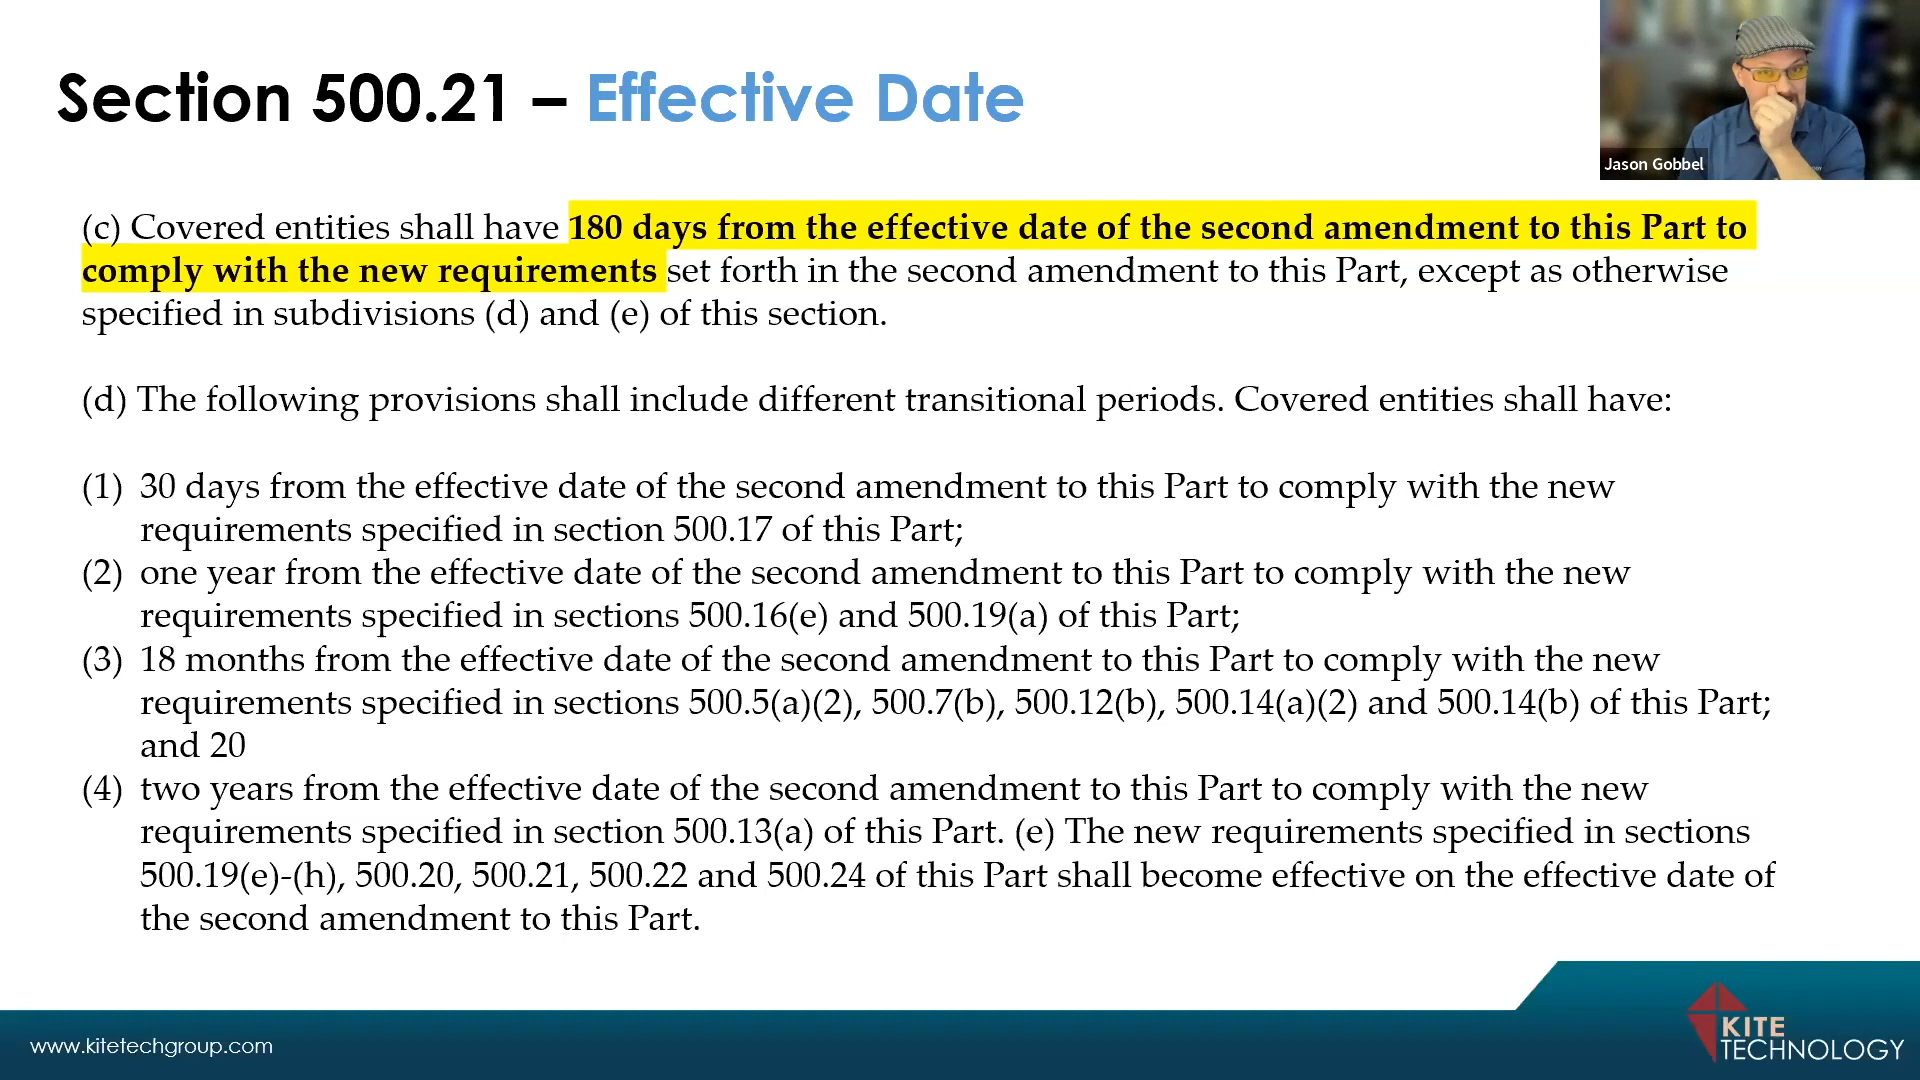 Section 500.21 – Effective Date
Jason Gobbel
(c) Covered entities shall have 180 days from the effective date of the second amendment to this Part to
comply with the new requirements set forth in the second amendment to this Part, except as otherwise
specified in subdivisions (d) and (e) of this section.
(d) The following provisions shall include different transitional periods. Covered entities shall have:
(1) 30 days from the effective date of the second amendment to this Part to comply with the new
requirements specified in section 500.17 of this Part;
(2) one year from the effective date of the second amendment to this Part to comply with the new
requirements specified in sections 500.16(e) and 500.19(a) of this Part;
(3) 18 months from the effective date of the second amendment to this Part to comply with the new
requirements specified in sections 500.5(a)(2), 500.7(b), 500.12(b), 500.14(a)(2) and 500.14(b) of this Part;
and 20
(4) two years from the effective date of the second amendment to this Part to comply with the new
requirements specified in section 500.13(a) of this Part. (e) The new requirements specified in sections
500.19(e)-(h), 500.20, 500.21, 500.22 and 500.24 of this Part shall become effective on the effective date of
the second amendment to this Part.
www.kitetechgroup.com
KITE
TECHNOLOGY